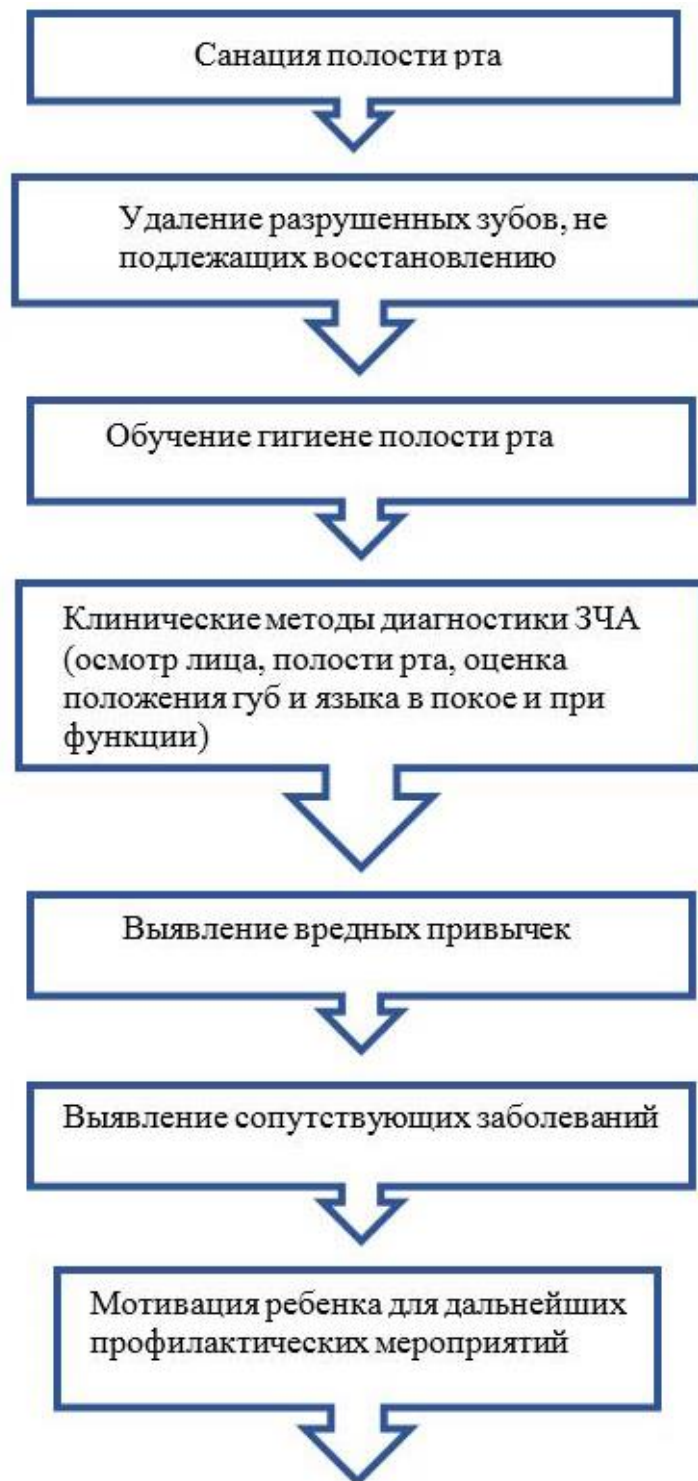 Санация полости рта
Удаление разрушенных зубов, не
подлежащих восстановлению
Обучение гигиене полости рта
Клинические методы диагностики ЗЧА
(осмотр лица, полости рта, оценка
положения губ и языка в покое и при
функции)
Выявление вредных привычек
Выявление сопутствующих заболеваний
Мотивация ребенка для дальнейших
профилактических мероприятий